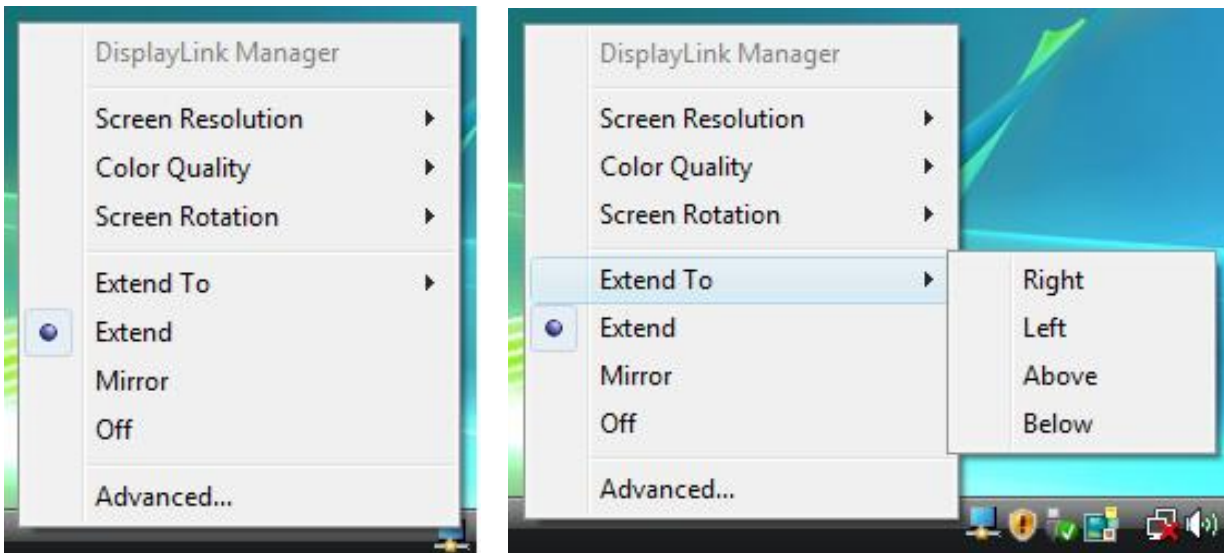 DisplayLink Manager
Screen Resolution
Color Quality
Screen Rotation
Extend To
Extend
Mirror
Off
Advanced...
DisplayLink Manager
Screen Resolution
Color Quality
Screen Rotation
Extend To
Extend
Mirror
Off
Advanced...
Right
Left
Above
Below